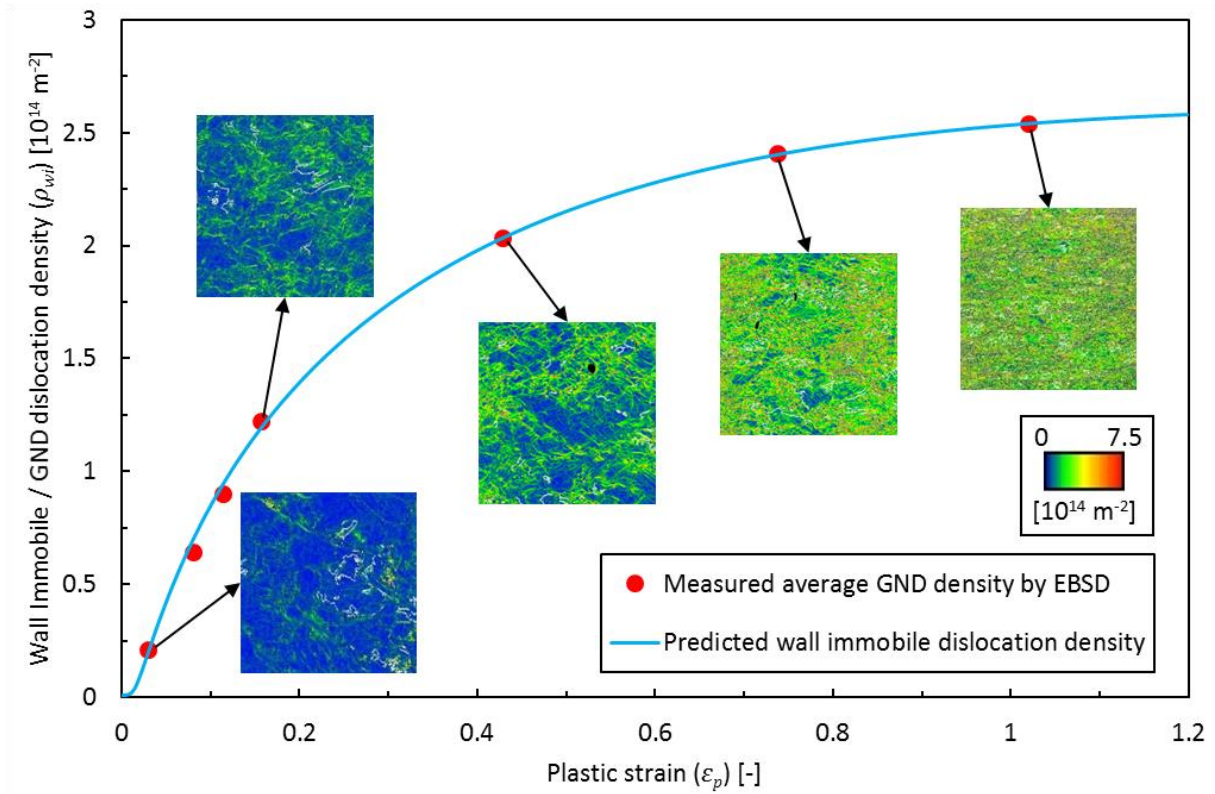 Wall Immobile / GND dislocation density (ρwi) [10¹⁴ m⁻²]
3
2.5
2
1.5
1
0.5
0
0 7.5
[10¹⁴ m⁻²]
Measured average GND density by EBSD
Predicted wall immobile dislocation density
0 0.2 0.4 0.6 0.8 1 1.2
Plastic strain (εp) [-]